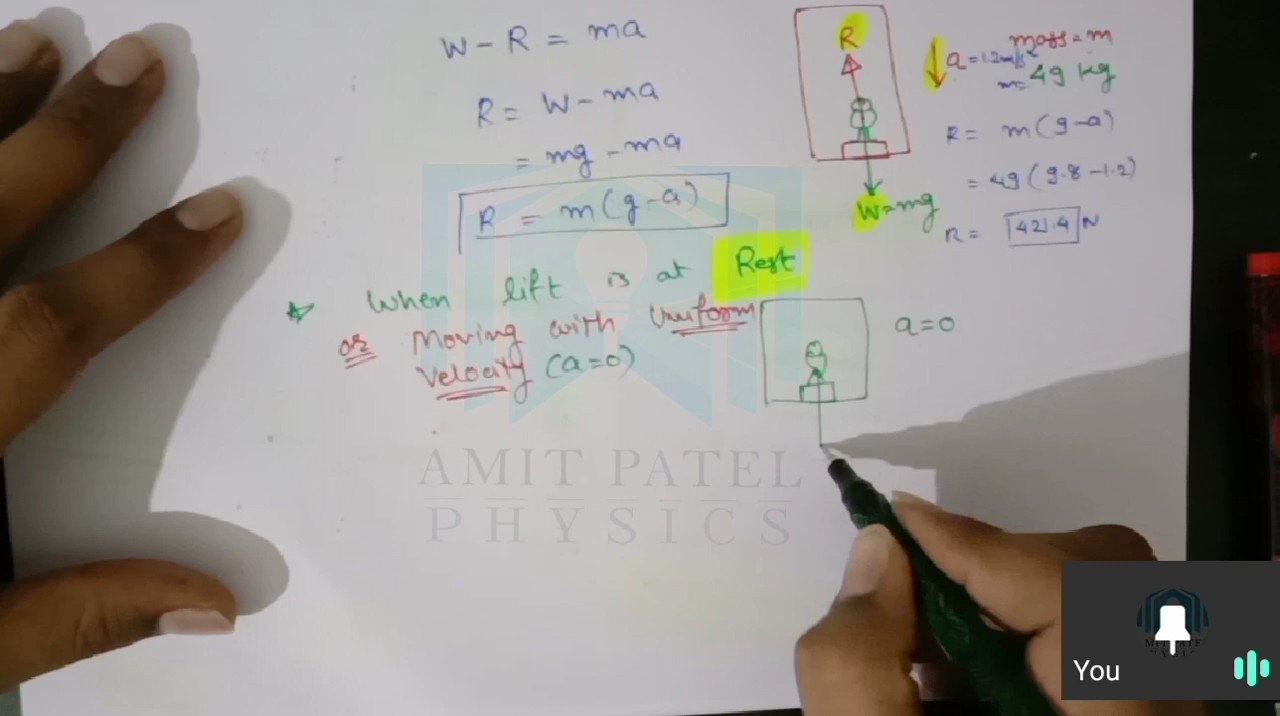 W - R = ma
R = W - ma
= mg - ma
R = m(g-a)
R
W=mg
a = 1.2m/s²
mass = m
m= 49 kg
R = m(g-a)
= 49(9.8-1.2)
R = 421.4 N
When lift is at Rest
or Moving with Uniform
Velocity (a=0)
a=0
AMIT PATEL
PHYSICS
You